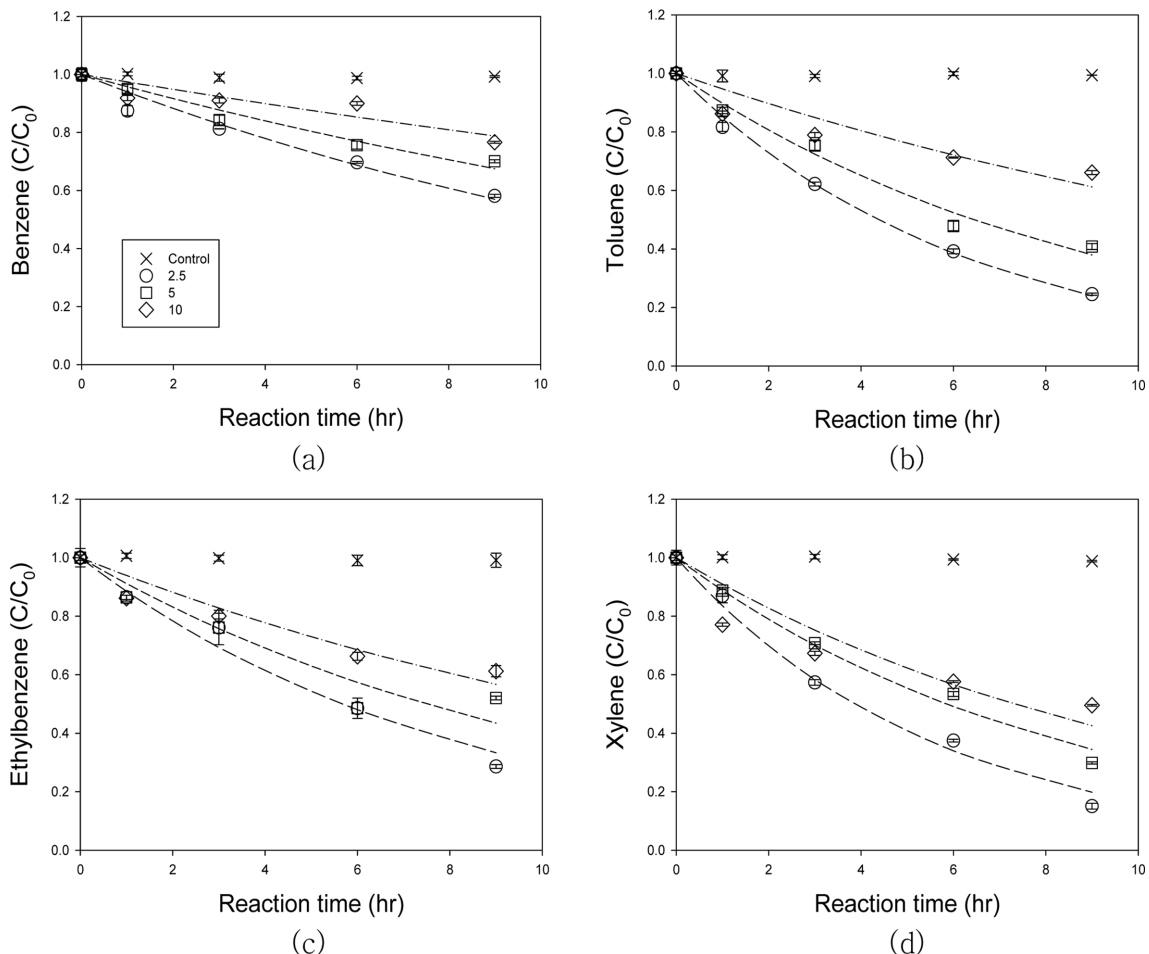 1.2
1.0
0.8
0.6
0.4
0.2
0.0
Benzene (C/C0)
Control
2.5
5
10
0 2 4 6 8 10
Reaction time (hr)
(a)
1.2
1.0
0.8
0.6
0.4
0.2
0.0
Toluene (C/C0)
0 2 4 6 8 10
Reaction time (hr)
(b)
1.2
1.0
0.8
0.6
0.4
0.2
0.0
Ethylbenzene (C/C0)
0 2 4 6 8 10
Reaction time (hr)
(c)
1.2
1.0
0.8
0.6
0.4
0.2
0.0
Xylene (C/C0)
0 2 4 6 8 10
Reaction time (hr)
(d)